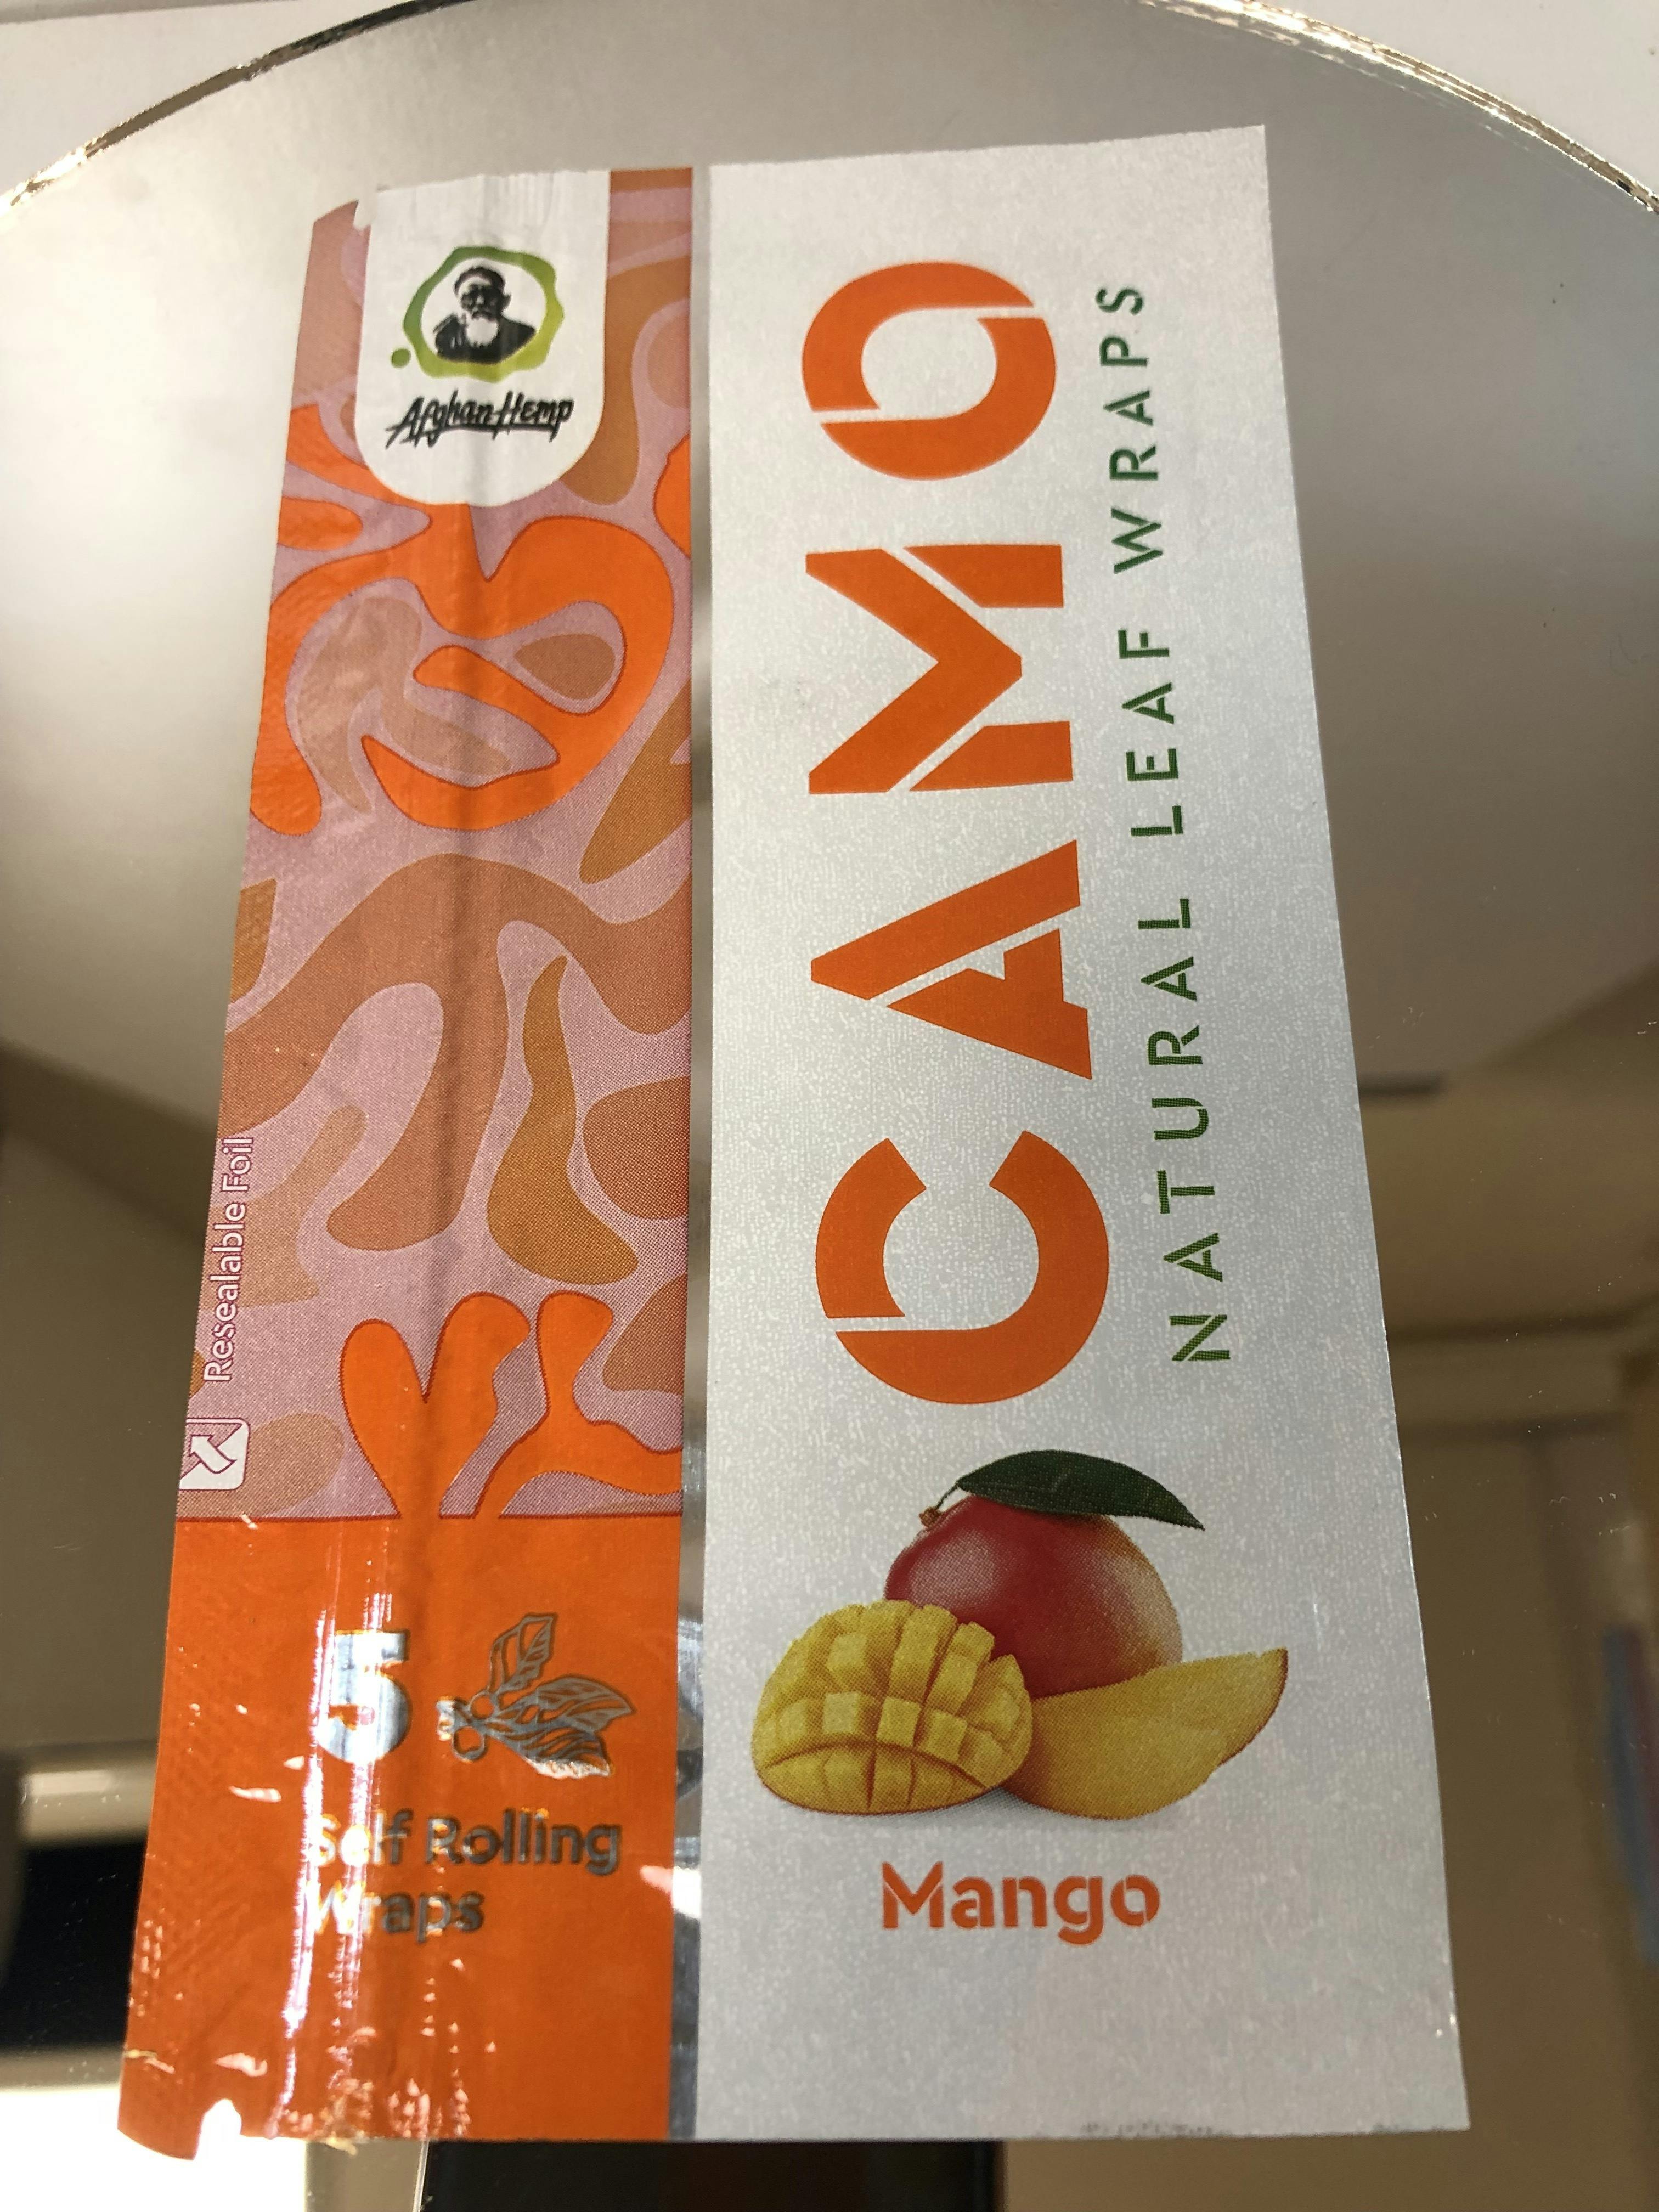 Afghan Hemp
Resealable Foil
5
Self Rolling
Wraps
CAMO
NATURAL LEAF WRAPS
Mango